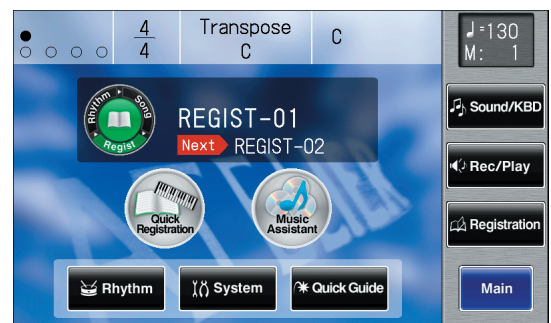 4
4
Transpose
C
C
♩=130
M: 1
Rhythm
Song
Regist
REGIST-01
Next REGIST-02
Quick
Registration
Music
Assistant
Rhythm
System
Quick Guide
Sound/KBD
Rec/Play
Registration
Main